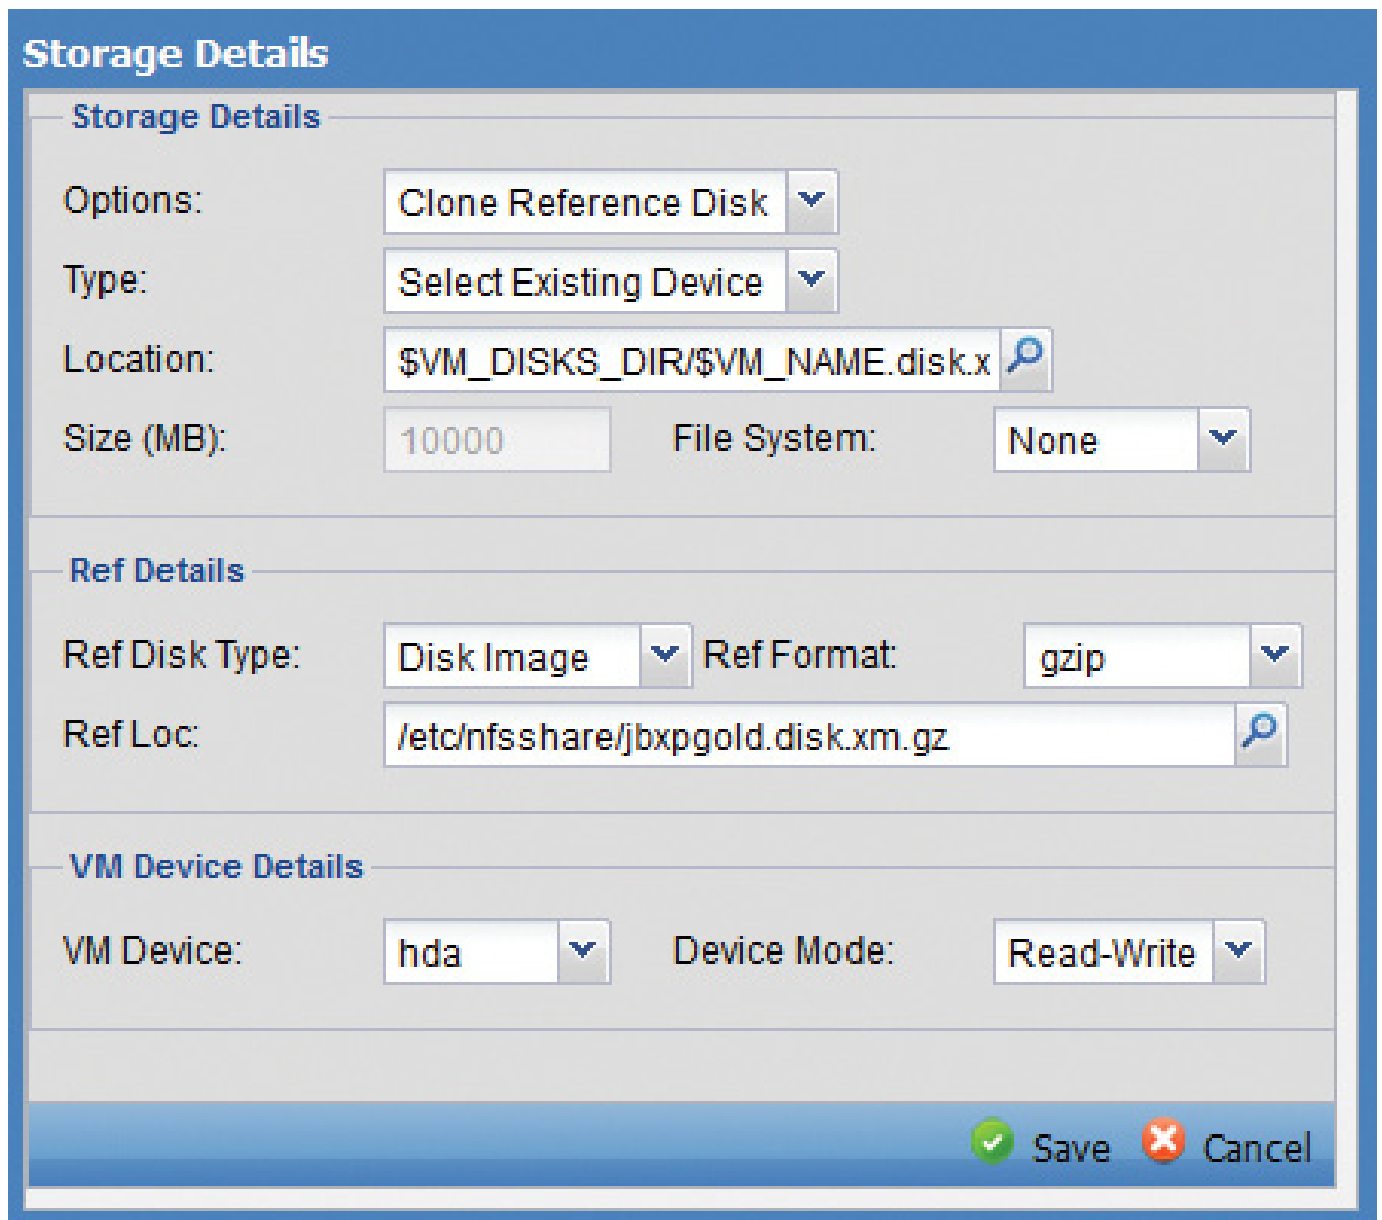 Storage Details
Storage Details
Options: Clone Reference Disk
Type: Select Existing Device
Location: $VM_DISKS_DIR/$VM_NAME.disk.x
Size (MB): 10000 File System: None
Ref Details
Ref Disk Type: Disk Image Ref Format: gzip
Ref Loc: /etc/nfsshare/jbxpgold.disk.xm.gz
VM Device Details
VM Device: hda Device Mode: Read-Write
Save Cancel